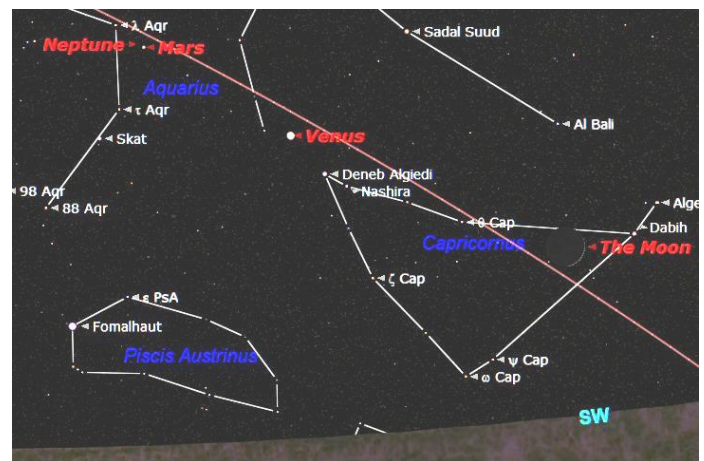 λ Aqr
Sadal Suud
Neptune
Mars
Aquarius
τ Aqr
Al Bali
Skat
Venus
Deneb Algiedi
Nashira
98 Aqr
88 Aqr
Alge
θ Cap
Dabih
Capricornus
The Moon
ζ Cap
ε PsA
Fomalhaut
Piscis Austrinus
ψ Cap
ω Cap
SW